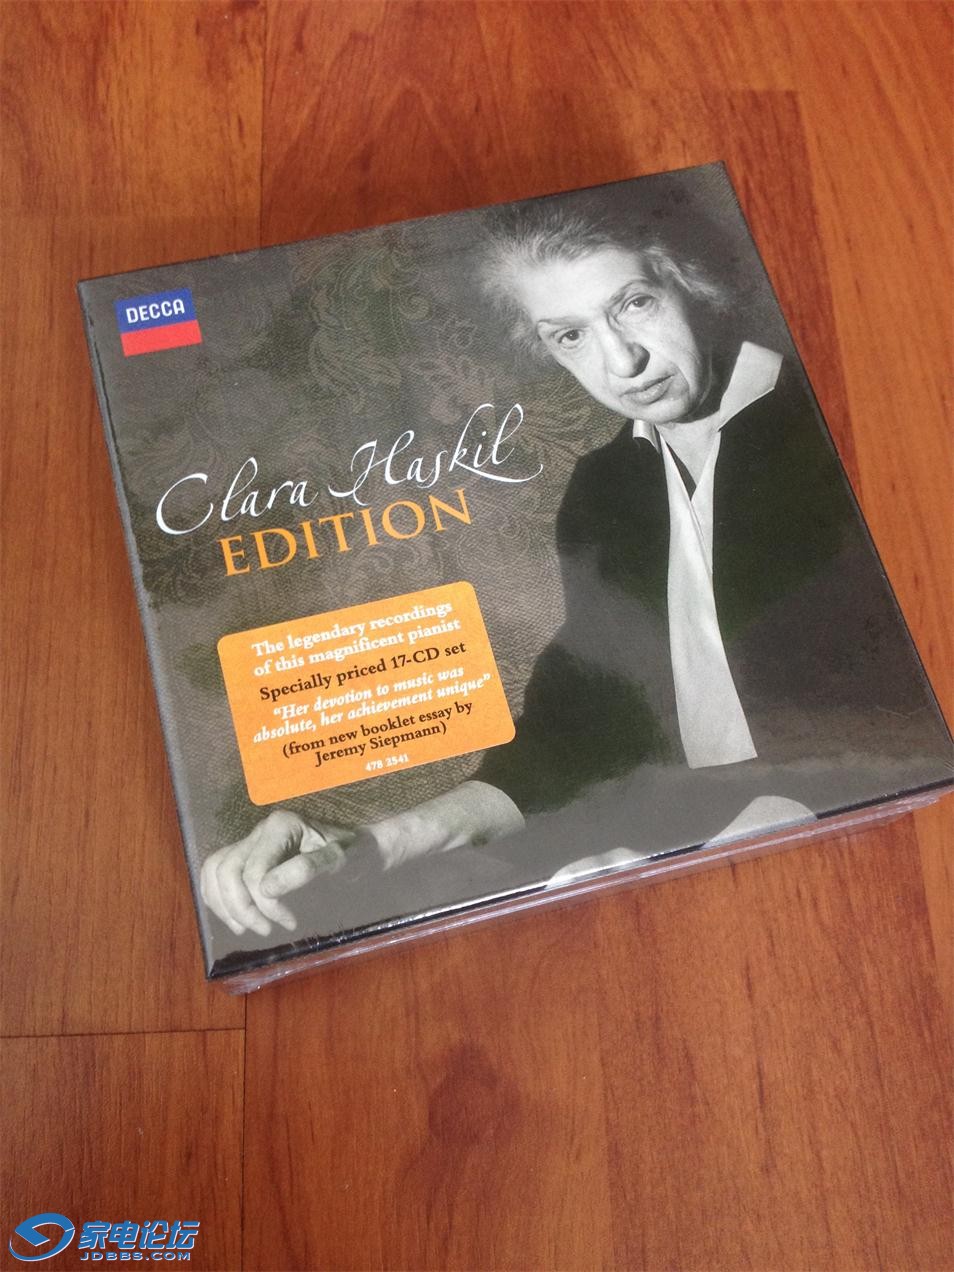 DECCA
Clara Haskil
EDITION
The legendary recordings
of this magnificent pianist
Specially priced 17-CD set
“Her devotion to music was
absolute, her achievement unique”
(from new booklet essay by
Jeremy Siepmann)
478 2541
家电论坛
JDBBS.COM